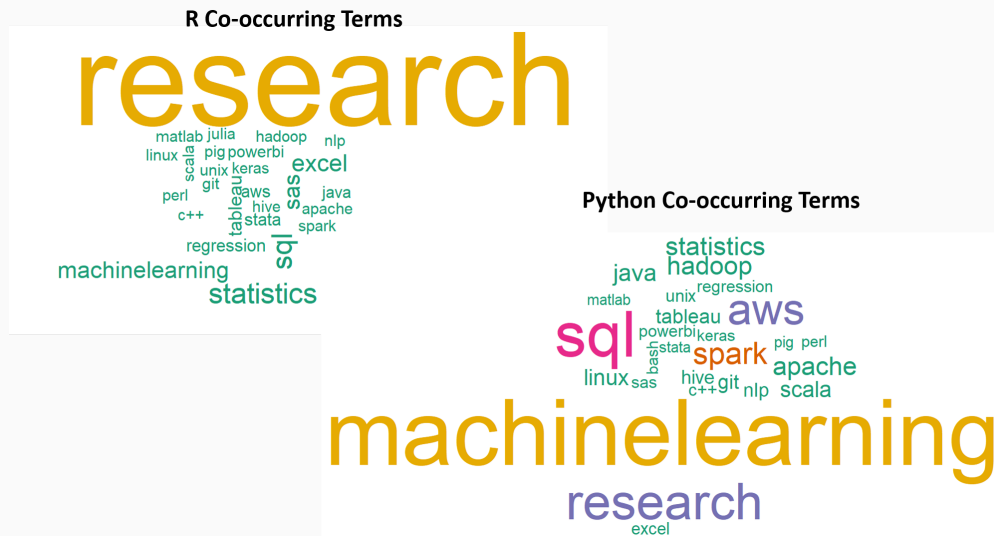 R Co-occurring Terms
research
matlab julia hadoop nlp
linux scala pig powerbi excel
unix keras
git tableau aws sas java
perl hive apache
c++ stata spark
regression sql
machinelearning
statistics
Python Co-occurring Terms
statistics
java hadoop
regression
matlab unix aws
tableau
sql powerbi keras pig perl
bash stata spark apache
linux sas hive git scala
c++ nlp
machinelearning
research
excel